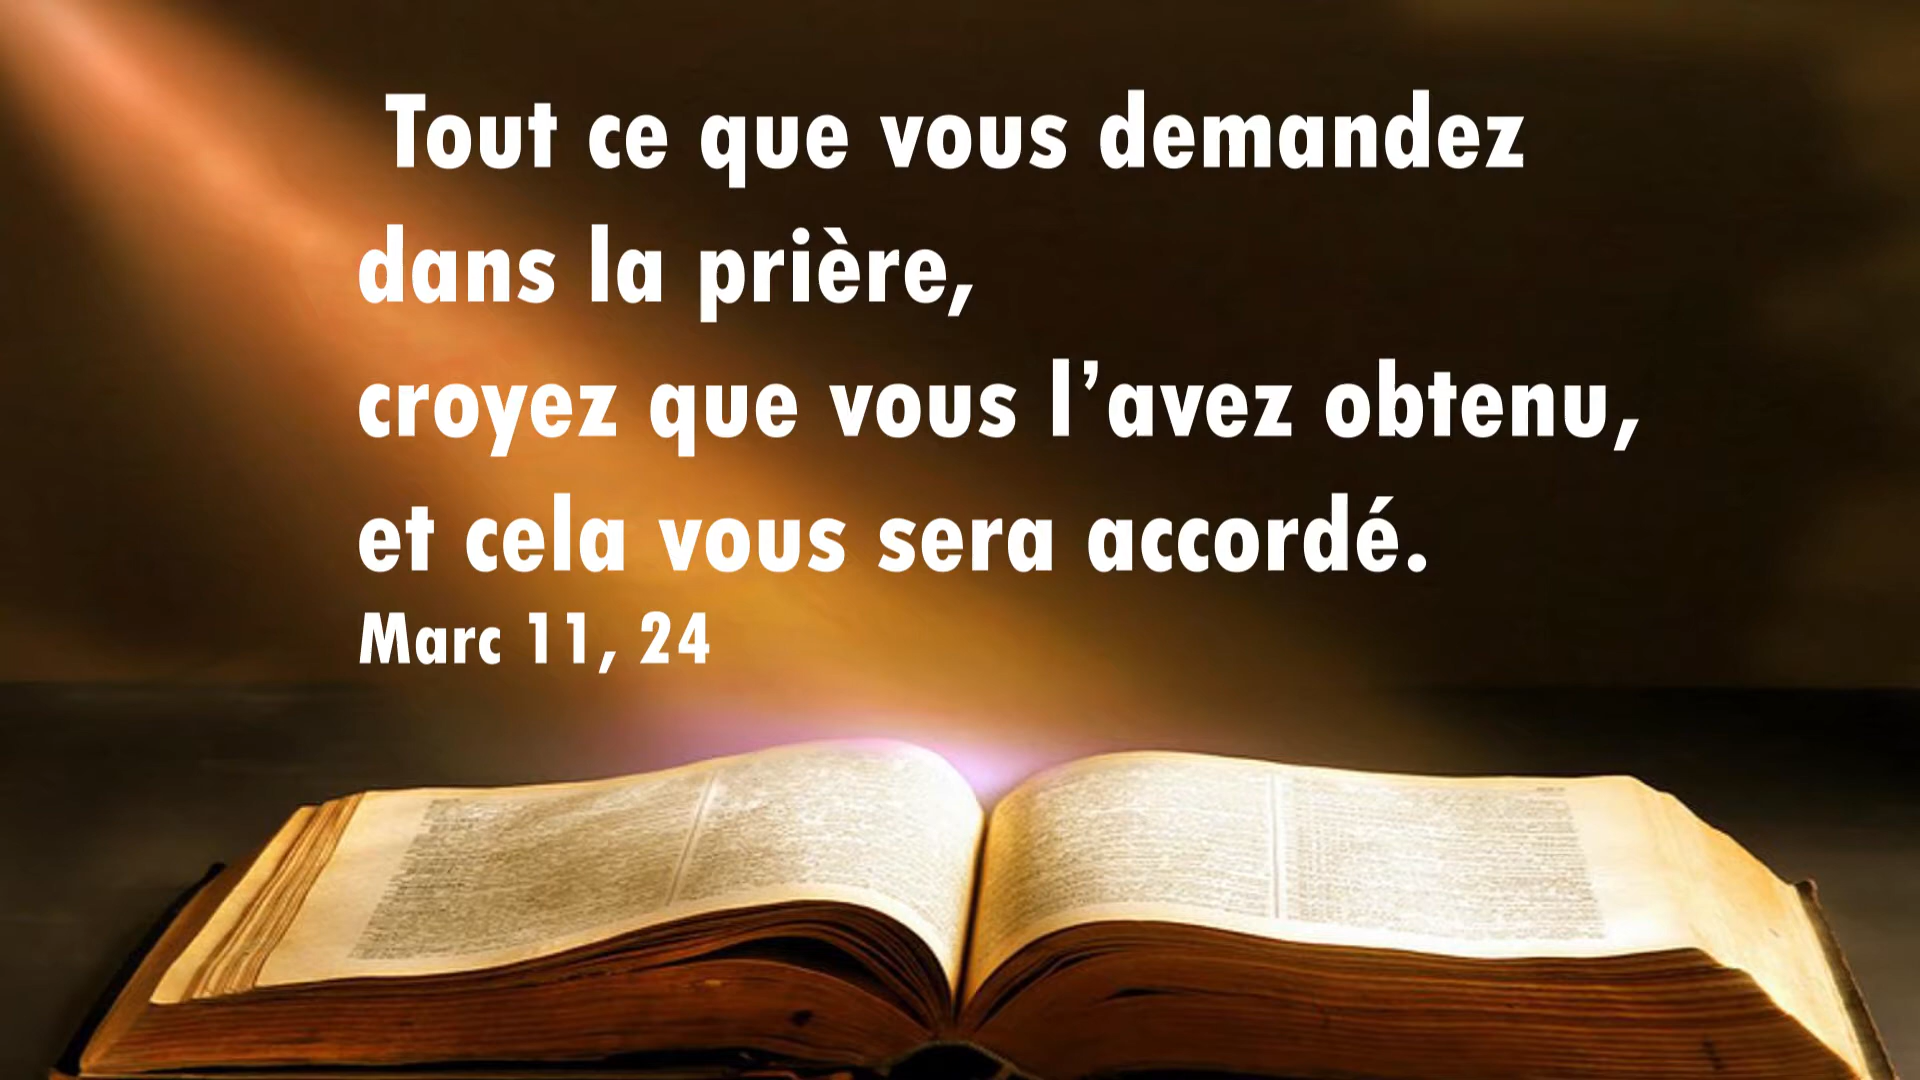 Tout ce que vous demandez
dans la prière,
croyez que vous l’avez obtenu,
et cela vous sera accordé.
Marc 11, 24